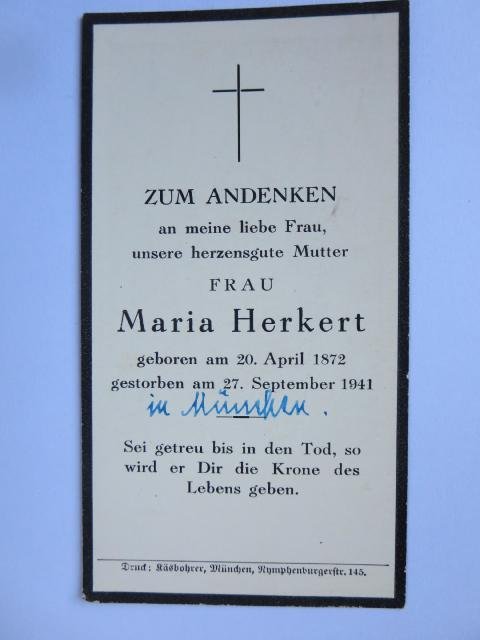 ZUM ANDENKEN
an meine liebe Frau,
unsere herzensgute Mutter
FRAU
Maria Herkert
geboren am 20. April 1872
gestorben am 27. September 1941
in München.
Sei getreu bis in den Tod, so
wird er Dir die Krone des
Lebens geben.
Druck: Käsbohrer, München, Nymphenburgerstr. 145.